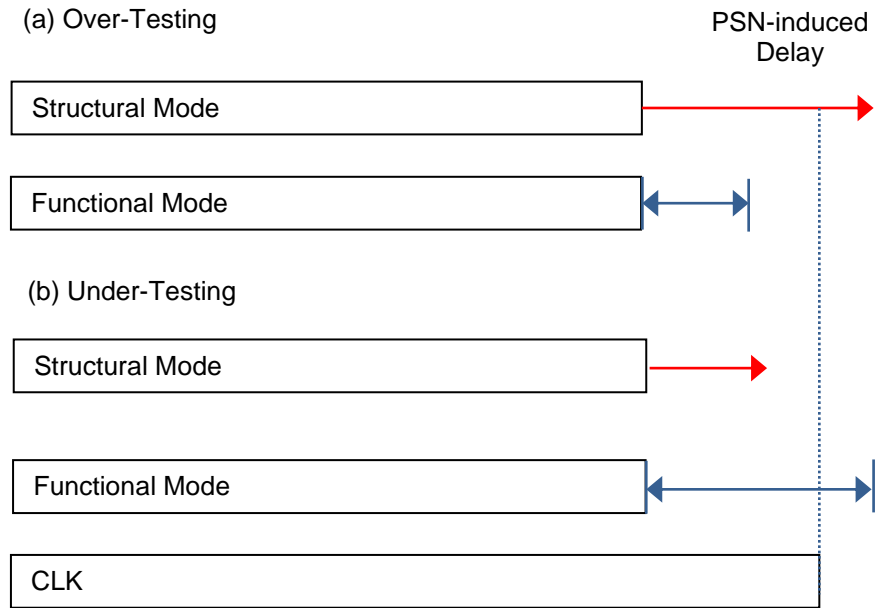 (a) Over-Testing
PSN-induced
Delay
Structural Mode
Functional Mode
(b) Under-Testing
Structural Mode
Functional Mode
CLK